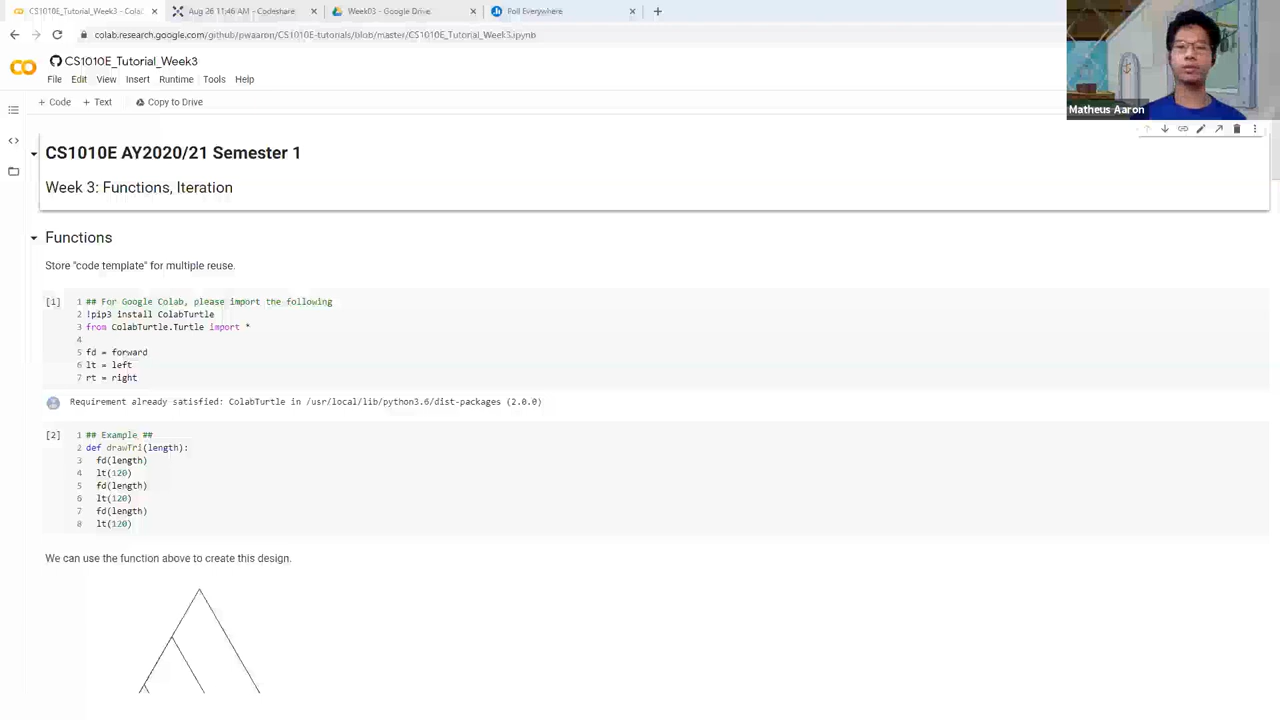 CS1010E_Tutorial_Week3 - Colab
Aug 26 11:46 AM - Codeshare
Week03 - Google Drive
Poll Everywhere
colab.research.google.com/github/pwaaron/CS1010E-tutorials/blob/master/CS1010E_Tutorial_Week3.ipynb
CS1010E_Tutorial_Week3
File Edit View Insert Runtime Tools Help
+ Code + Text Copy to Drive
Matheus Aaron
CS1010E AY2020/21 Semester 1
Week 3: Functions, Iteration
Functions
Store "code template" for multiple reuse.
[1] 1 ## For Google Colab, please import the following
2 !pip3 install ColabTurtle
3 from ColabTurtle.Turtle import *
4
5 fd = forward
6 lt = left
7 rt = right
Requirement already satisfied: ColabTurtle in /usr/local/lib/python3.6/dist-packages (2.0.0)
[2] 1 ## Example ##
2 def drawTri(length):
3 fd(length)
4 lt(120)
5 fd(length)
6 lt(120)
7 fd(length)
8 lt(120)
We can use the function above to create this design.